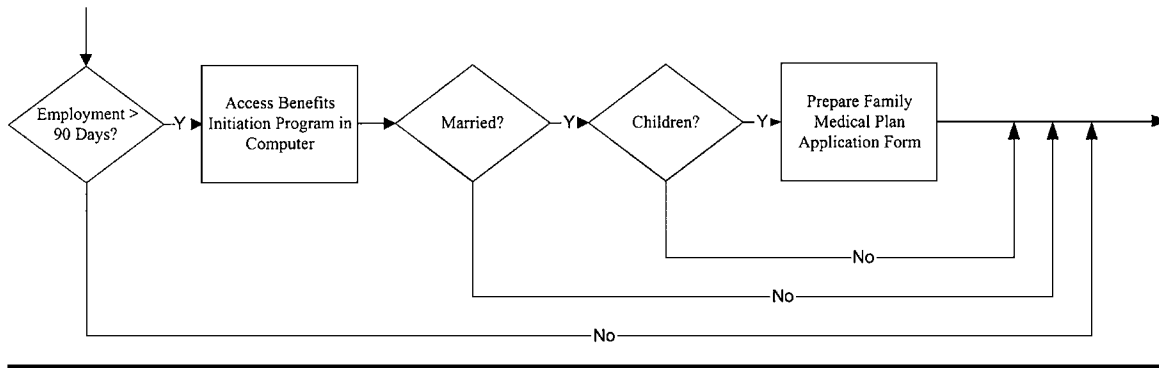 Employment >
90 Days?
Y
Access Benefits
Initiation Program in
Computer
Married?
Y
Children?
Y
Prepare Family
Medical Plan
Application Form
No
No
No